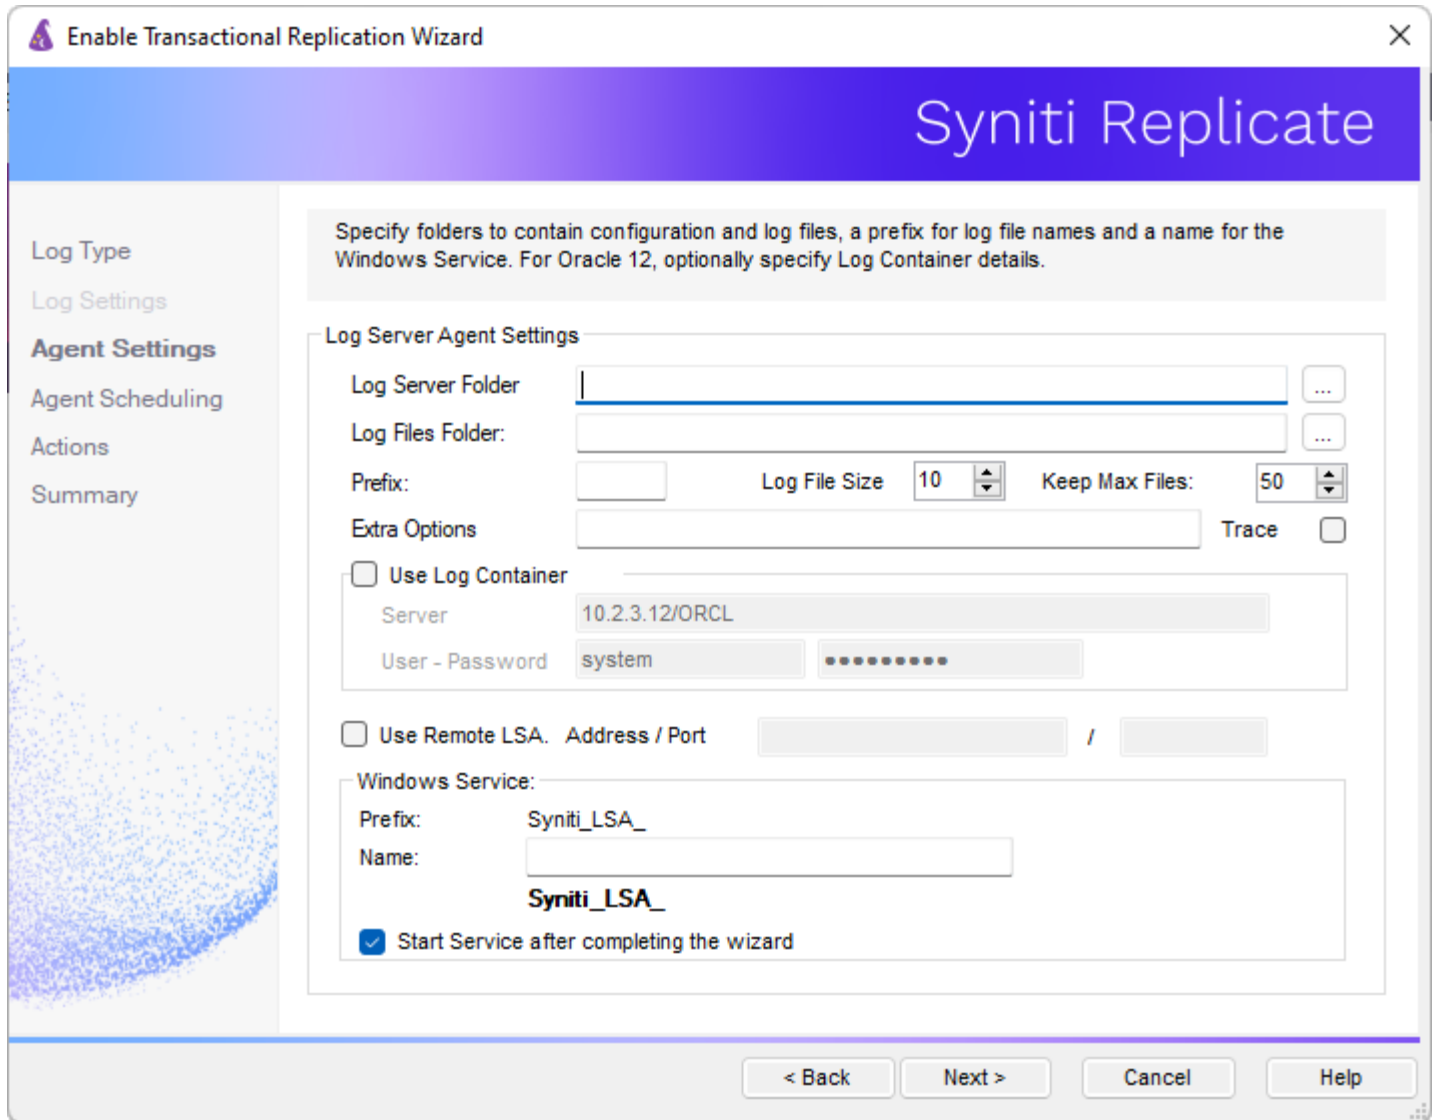 Enable Transactional Replication Wizard
Syniti Replicate
Log Type
Log Settings
Agent Settings
Agent Scheduling
Actions
Summary
Specify folders to contain configuration and log files, a prefix for log file names and a name for the
Windows Service. For Oracle 12, optionally specify Log Container details.
Log Server Agent Settings
Log Server Folder ...
Log Files Folder: ...
Prefix: Log File Size 10 Keep Max Files: 50
Extra Options Trace
Use Log Container
Server 10.2.3.12/ORCL
User - Password system •••••••••
Use Remote LSA. Address / Port /
Windows Service:
Prefix: Syniti_LSA_
Name:
Syniti_LSA_
Start Service after completing the wizard
< Back Next > Cancel Help